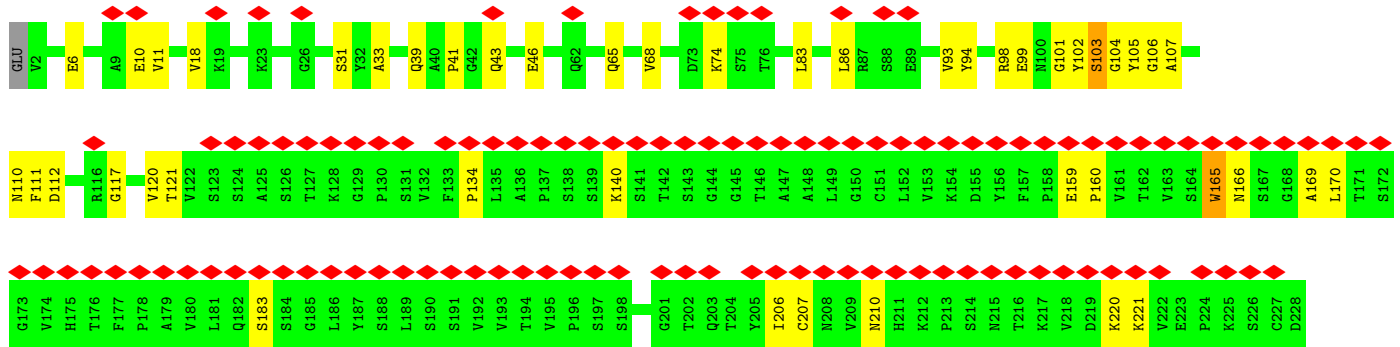 GLU V2 E6 A9 E10 V11 V18 K19 K23 G26 S31 Y32 A33 Q39 A40 P41 G42 Q43 E46 Q62 Q65 V68 D73 K74 S75 T76 L83 L86 R87 S88 E89 V93 Y94 R98 E99 N100 G101 Y102 S103 G104 Y105 G106 A107
N110 F111 D112 R116 G117 V120 T121 V122 S123 S124 A125 S126 T127 K128 G129 P130 S131 V132 F133 P134 L135 A136 P137 S138 S139 K140 S141 T142 S143 G144 G145 T146 A147 A148 L149 G150 C151 L152 V153 K154 D155 Y156 F157 P158 E159 P160 V161 T162 V163 S164 W165 N166 S167 G168 A169 L170 T171 S172
G173 V174 H175 T176 F177 P178 A179 V180 L181 Q182 S183 S184 G185 L186 Y187 S188 L189 S190 S191 V192 V193 T194 V195 P196 S197 S198 G201 T202 Q203 T204 Y205 I206 C207 N208 V209 N210 H211 K212 P213 S214 N215 T216 K217 V218 D219 K220 K221 V222 E223 P224 K225 S226 C227 D228